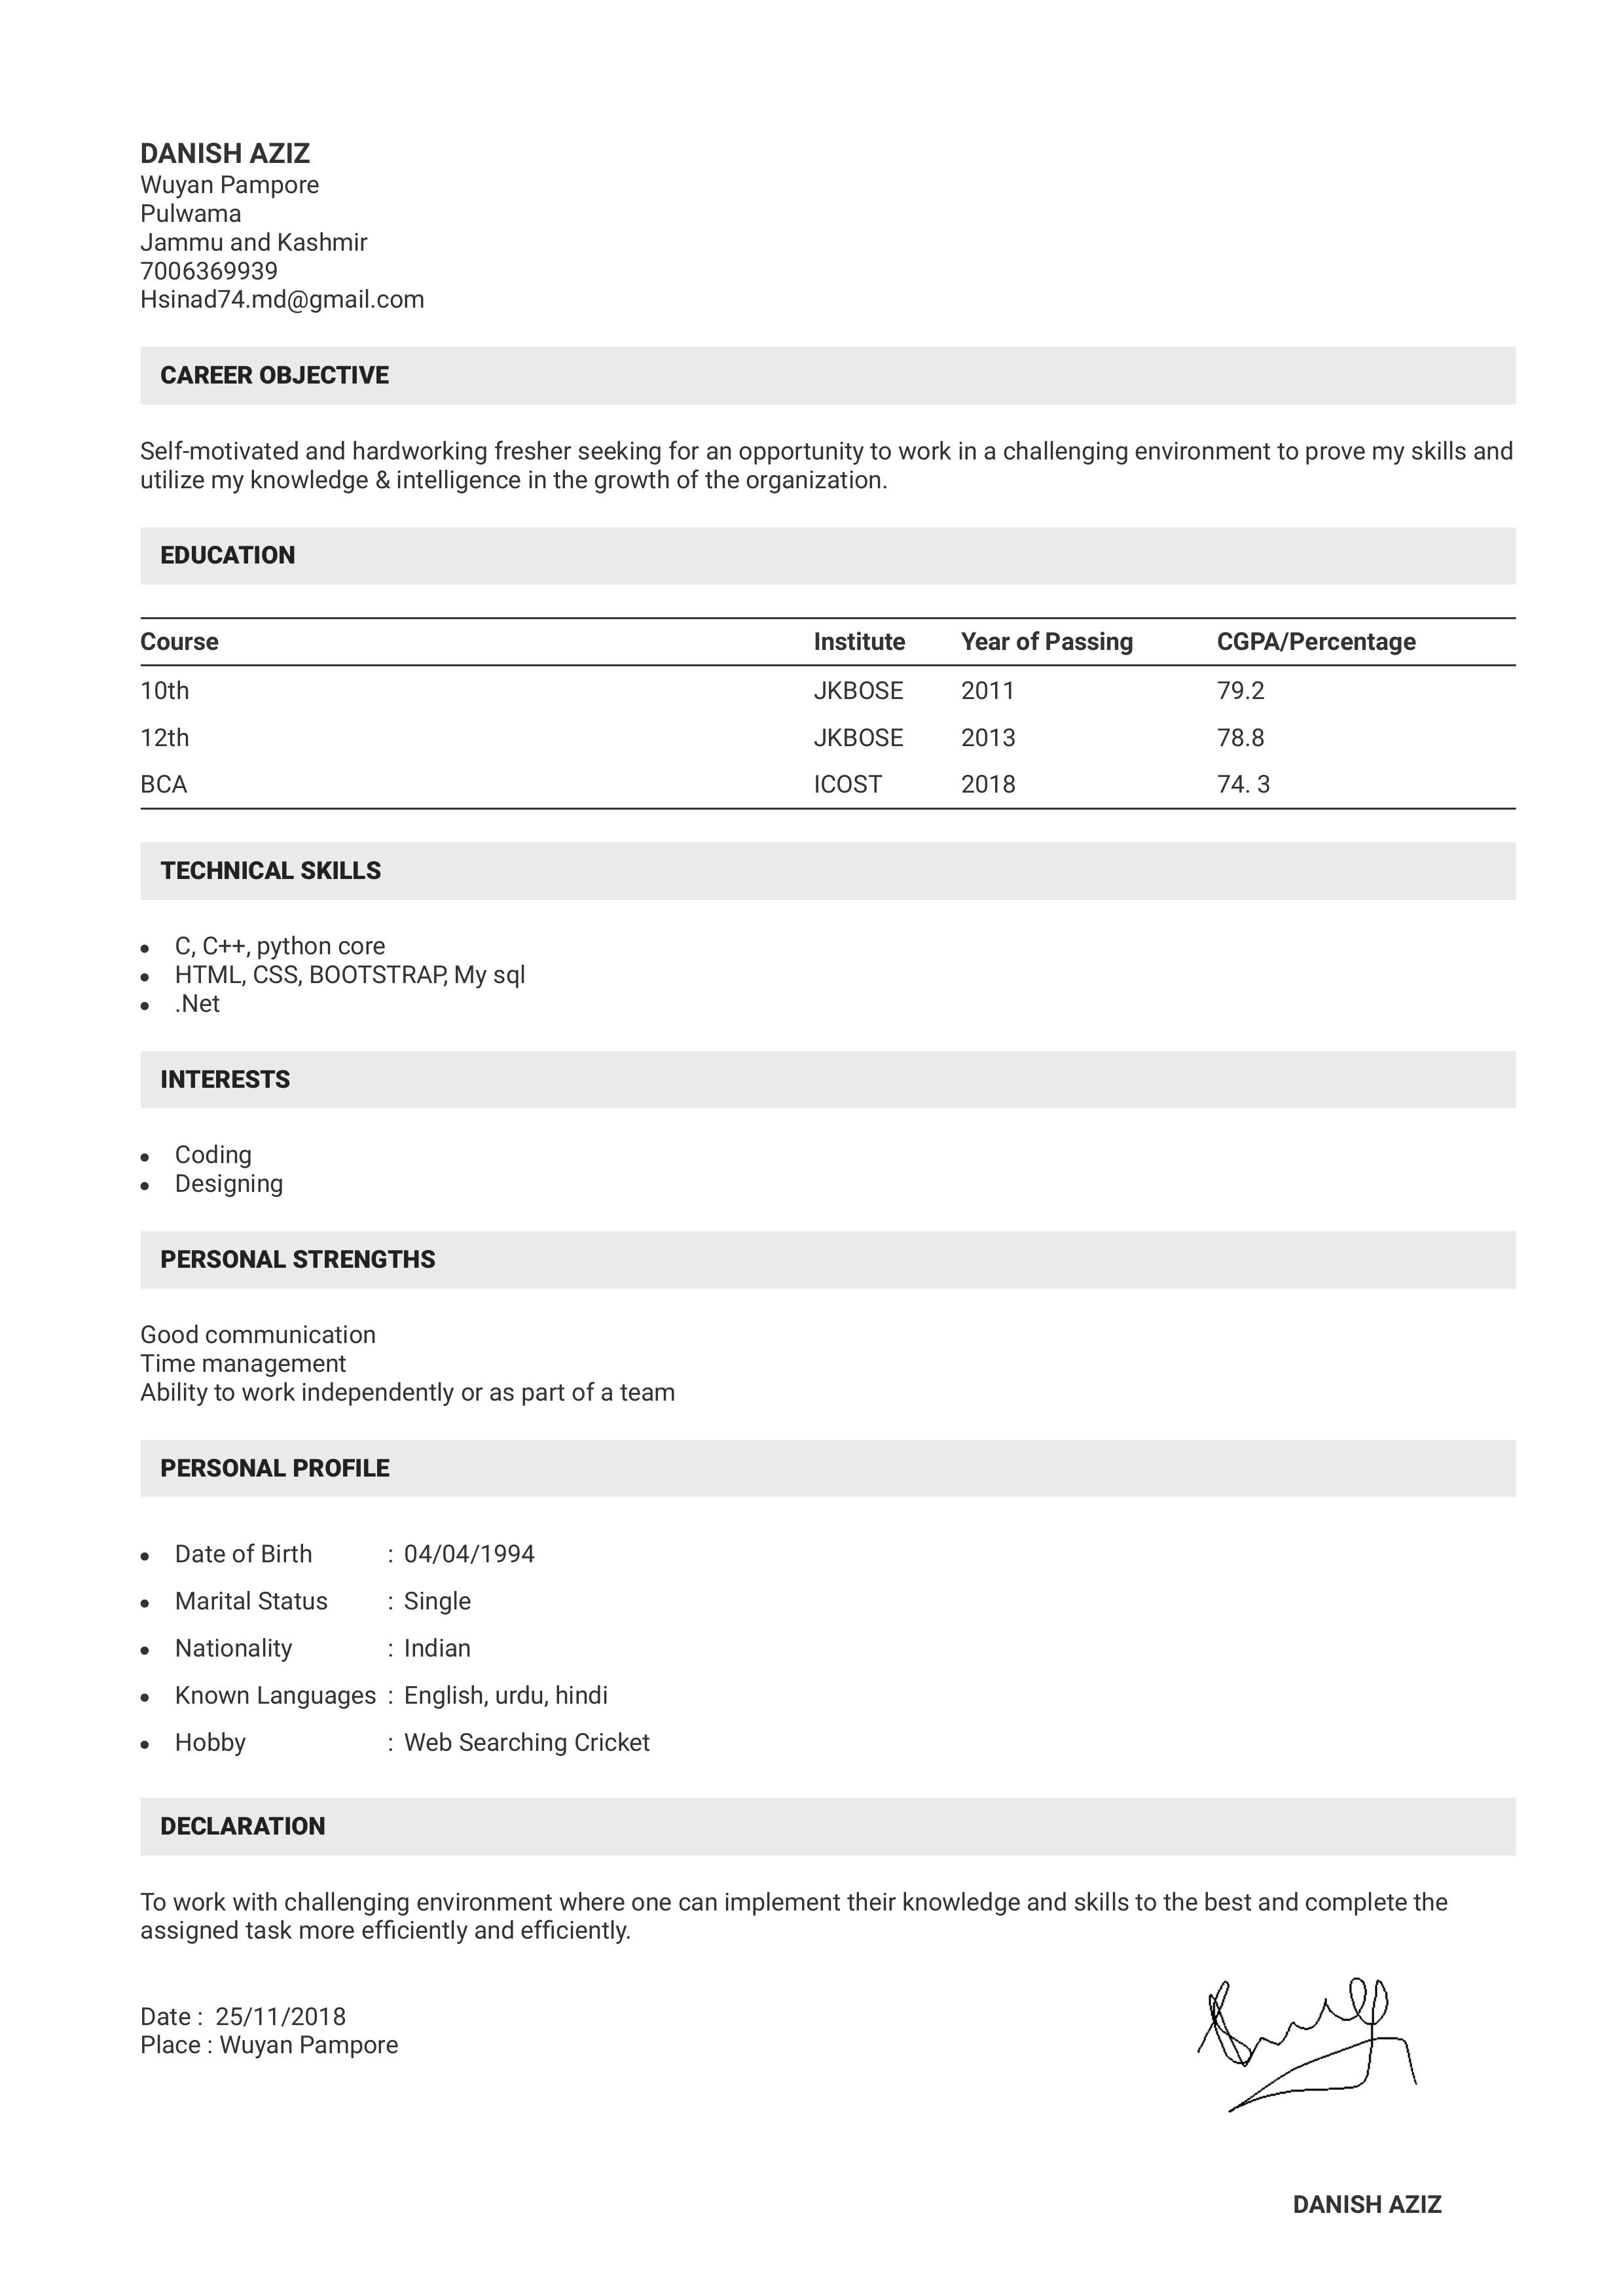 DANISH AZIZ
Wuyan Pampore
Pulwama
Jammu and Kashmir
7006369939
Hsinad74.md@gmail.com
CAREER OBJECTIVE
Self-motivated and hardworking fresher seeking for an opportunity to work in a challenging environment to prove my skills and
utilize my knowledge & intelligence in the growth of the organization.
EDUCATION
Course Institute Year of Passing CGPA/Percentage
10th JKBOSE 2011 79.2
12th JKBOSE 2013 78.8
BCA ICOST 2018 74. 3
TECHNICAL SKILLS
• C, C++, python core
• HTML, CSS, BOOTSTRAP, My sql
• .Net
INTERESTS
• Coding
• Designing
PERSONAL STRENGTHS
Good communication
Time management
Ability to work independently or as part of a team
PERSONAL PROFILE
• Date of Birth : 04/04/1994
• Marital Status : Single
• Nationality : Indian
• Known Languages : English, urdu, hindi
• Hobby : Web Searching Cricket
DECLARATION
To work with challenging environment where one can implement their knowledge and skills to the best and complete the
assigned task more efficiently and efficiently.
Date : 25/11/2018
Place : Wuyan Pampore
DANISH AZIZ